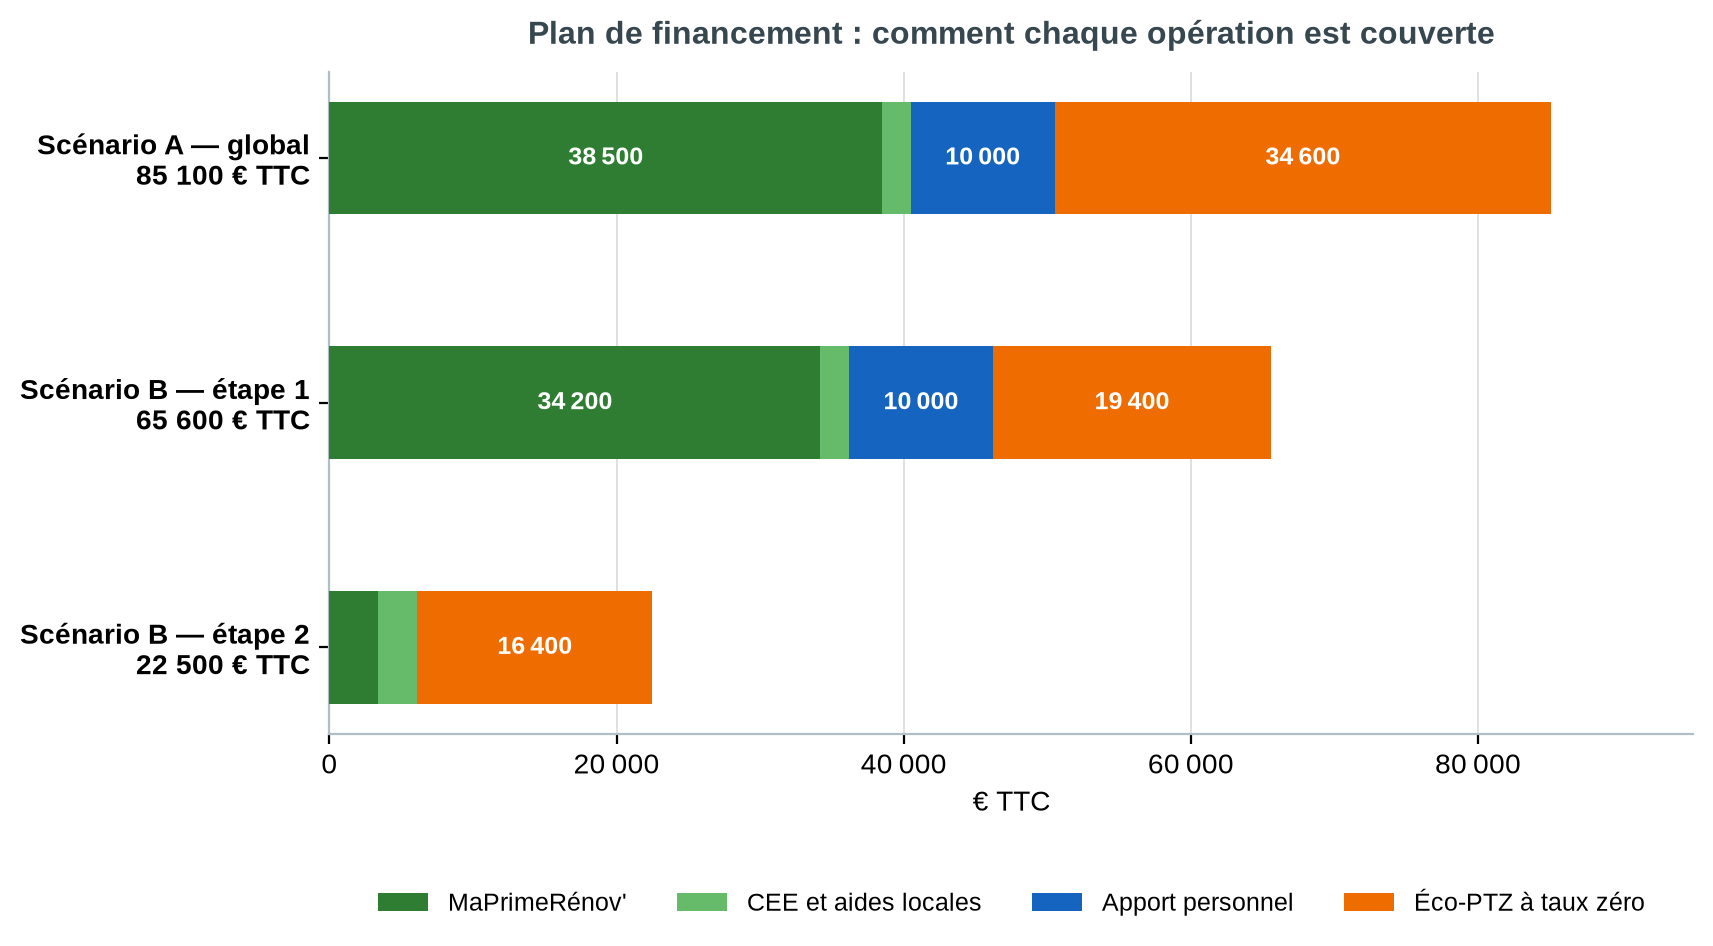 Plan de financement : comment chaque opération est couverte
Scénario A — global
85 100 € TTC
38 500
10 000
34 600
Scénario B — étape 1
65 600 € TTC
34 200
10 000
19 400
Scénario B — étape 2
22 500 € TTC
16 400
0
20 000
40 000
60 000
80 000
€ TTC
MaPrimeRénov'
CEE et aides locales
Apport personnel
Éco-PTZ à taux zéro